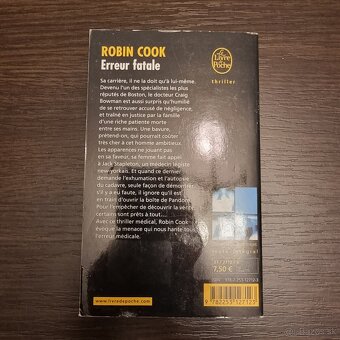 ROBIN COOK
Erreur fatale
Le Livre de Poche
thriller
Sa carrière, il ne la doit qu'à lui-même.
Devenu l'un des spécialistes les plus
réputés de Boston, le docteur Craig
Bowman est aussi surpris qu'humilié
de se retrouver accusé de négligence,
et traîné en justice par la famille
d'une riche patiente morte
entre ses mains. Une bavure,
prétend-on, qui pourrait coûter
très cher à cet homme ambitieux.
Les apparences ne jouant pas
en sa faveur, sa femme fait appel
à Jack Stapleton, un médecin légiste
new-yorkais. Et quand ce dernier
demande l'exhumation et l'autopsie
du cadavre, seule façon de démontrer
s'il y a eu faute, il ignore qu'il est
en train d'ouvrir la boîte de Pandore.
Pour l'empêcher de découvrir la vérité,
certains sont prêts à tout...
Avec ce thriller médical, Robin Cook
évoque la menace qui nous hante tous:
l'erreur médicale.
texte intégral
7,50 €
www.livredepoche.com
9 782253 127123